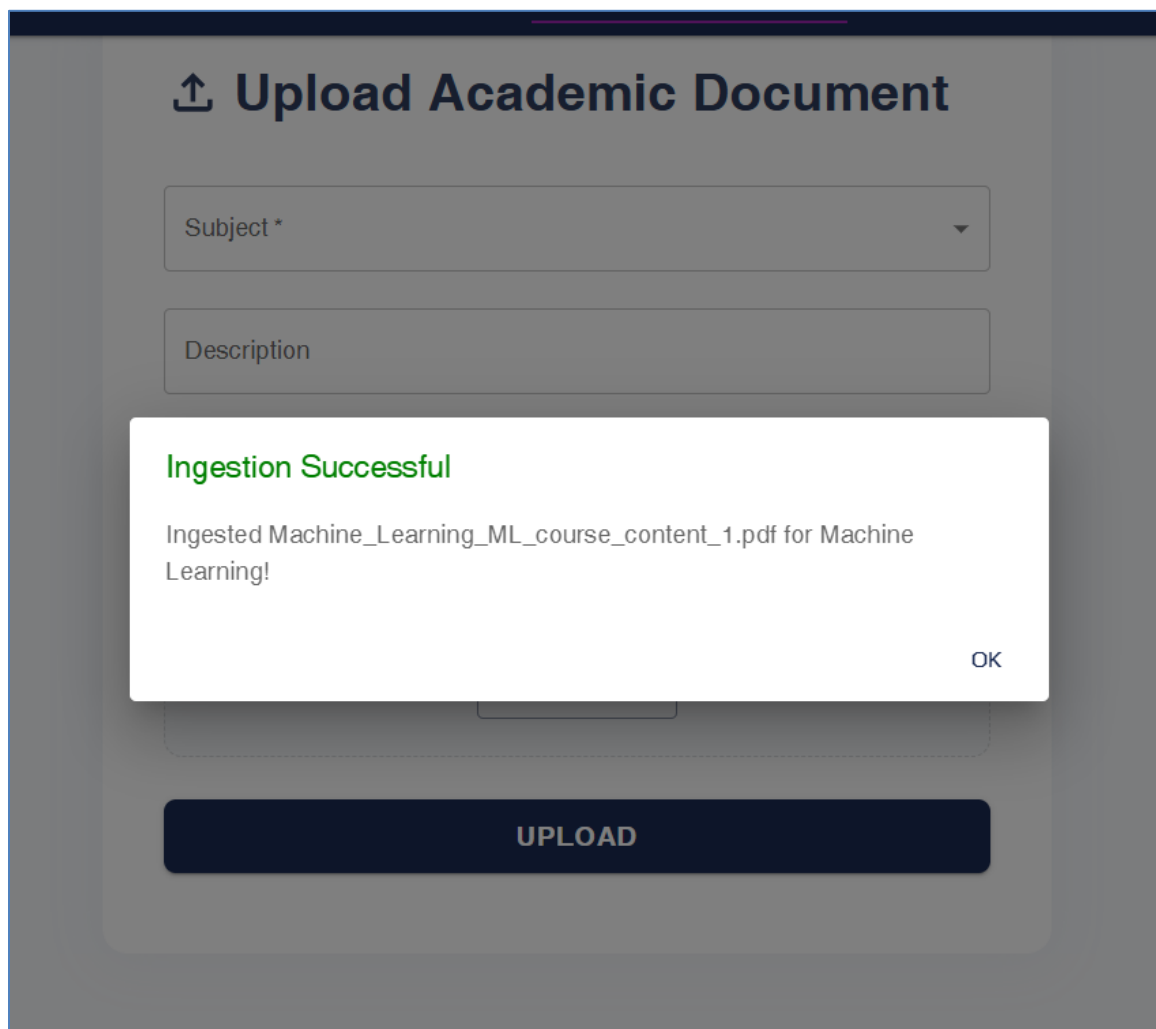 Upload Academic Document
Subject *
Description
Ingestion Successful
Ingested Machine_Learning_ML_course_content_1.pdf for Machine
Learning!
OK
UPLOAD